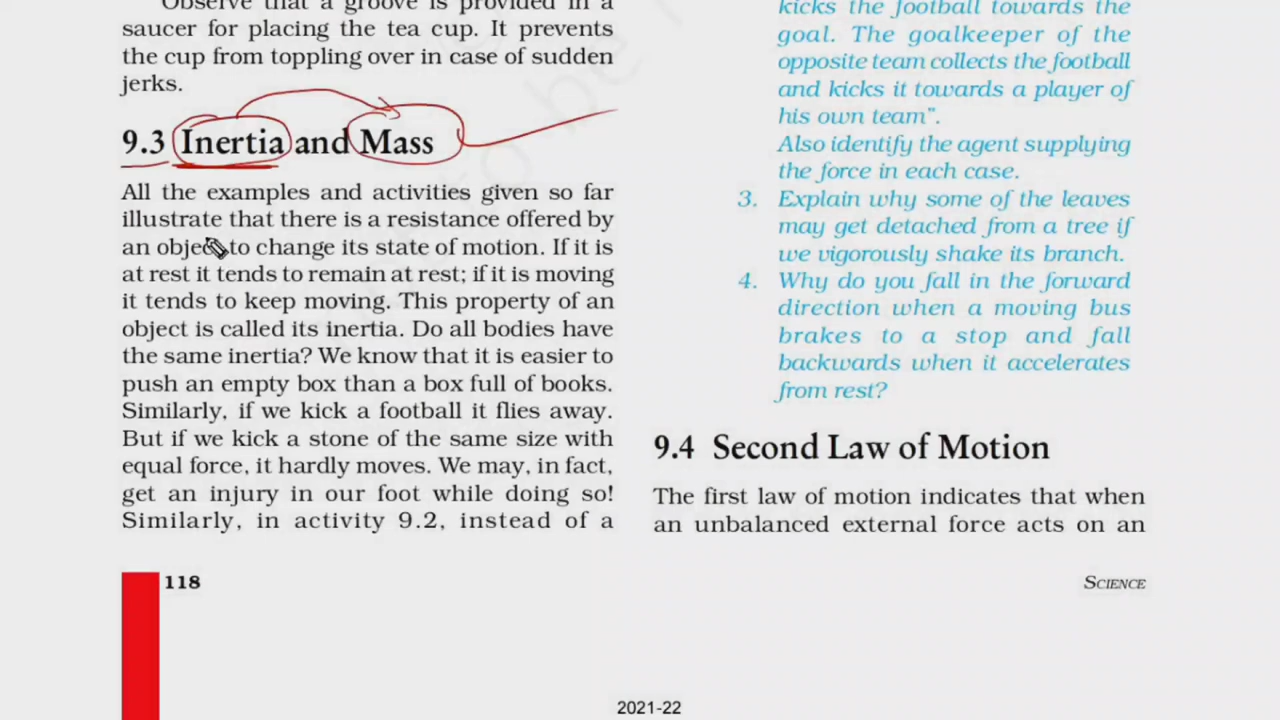 Observe that a groove is provided in a
saucer for placing the tea cup. It prevents
the cup from toppling over in case of sudden
jerks.
9.3 Inertia and Mass
All the examples and activities given so far
illustrate that there is a resistance offered by
an object to change its state of motion. If it is
at rest it tends to remain at rest; if it is moving
it tends to keep moving. This property of an
object is called its inertia. Do all bodies have
the same inertia? We know that it is easier to
push an empty box than a box full of books.
Similarly, if we kick a football it flies away.
But if we kick a stone of the same size with
equal force, it hardly moves. We may, in fact,
get an injury in our foot while doing so!
Similarly, in activity 9.2, instead of a
kicks the football towards the
goal. The goalkeeper of the
opposite team collects the football
and kicks it towards a player of
his own team”.
Also identify the agent supplying
the force in each case.
3. Explain why some of the leaves
may get detached from a tree if
we vigorously shake its branch.
4. Why do you fall in the forward
direction when a moving bus
brakes to a stop and fall
backwards when it accelerates
from rest?
9.4 Second Law of Motion
The first law of motion indicates that when
an unbalanced external force acts on an
118
SCIENCE
2021-22